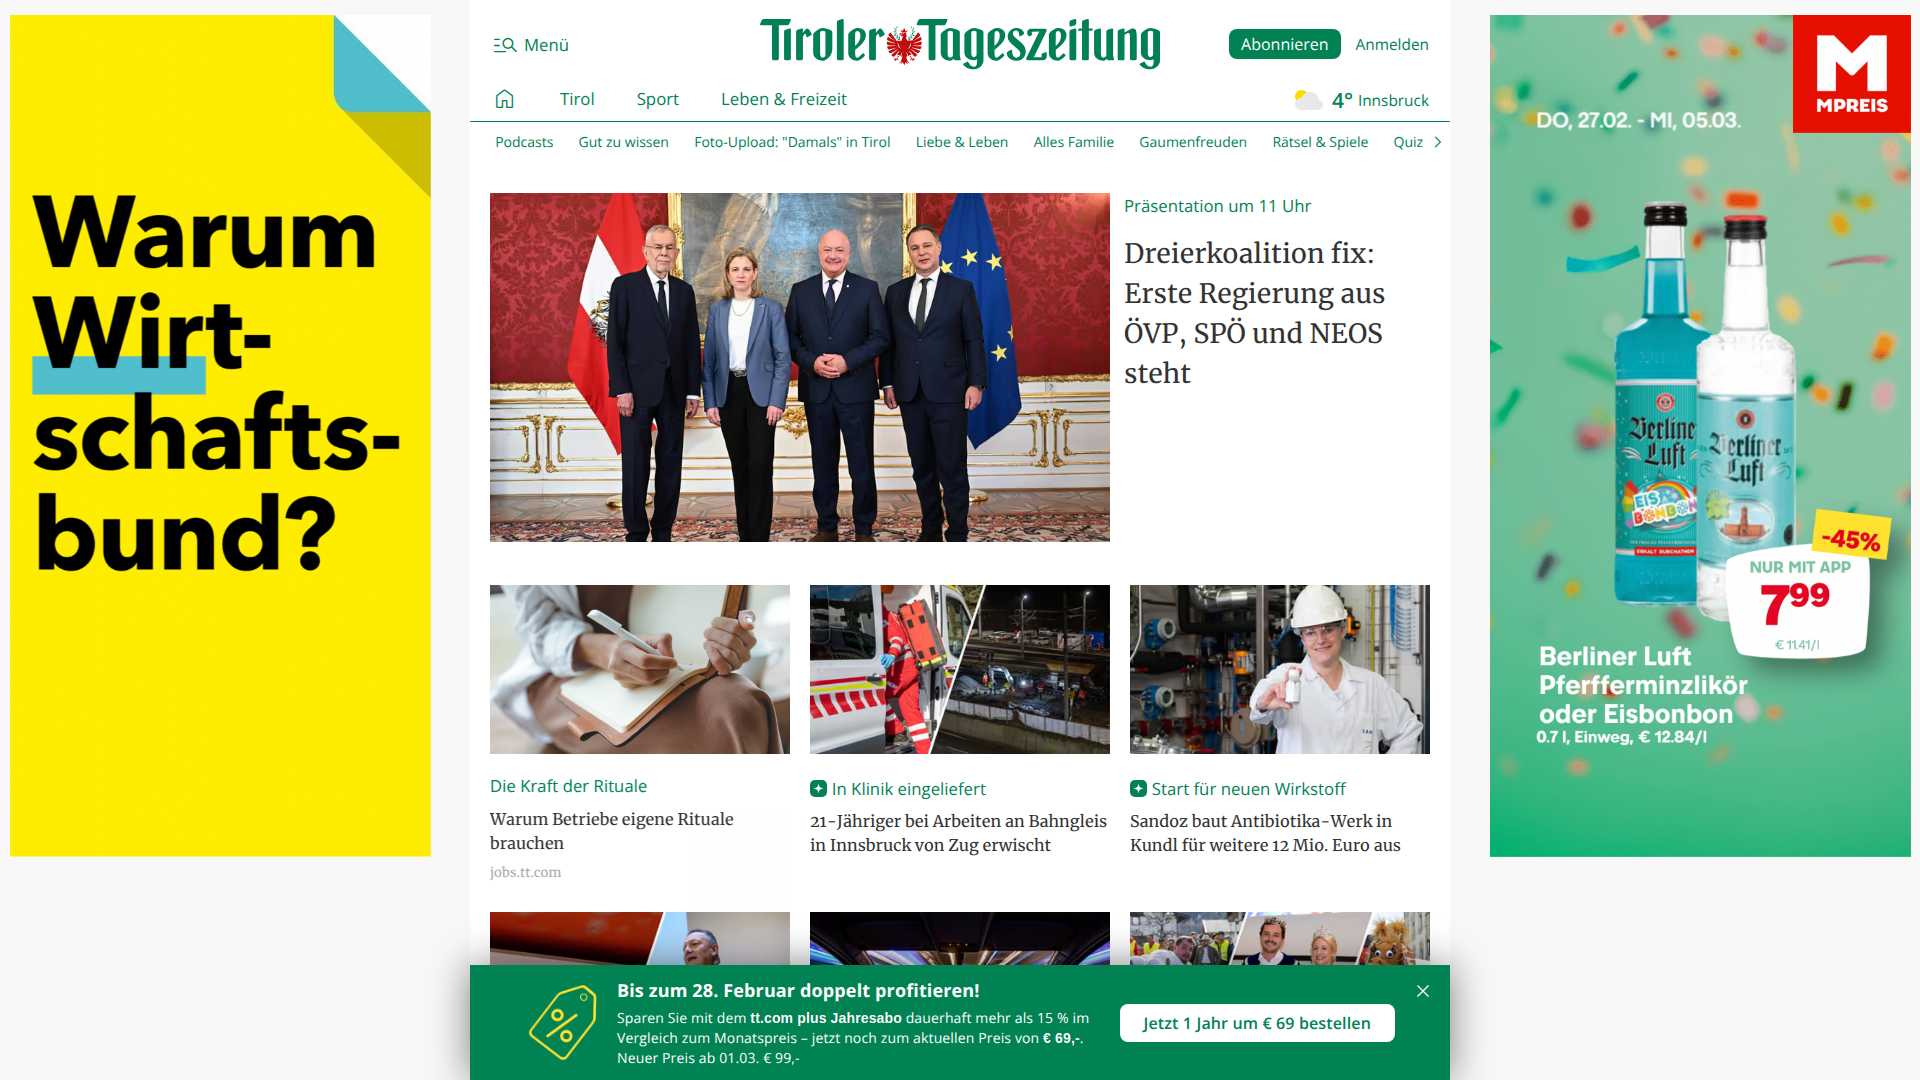 Warum
Wirt-
schafts-
bund?
Menü
Tiroler Tageszeitung
Abonnieren
Anmelden
Tirol
Sport
Leben & Freizeit
4° Innsbruck
Podcasts
Gut zu wissen
Foto-Upload: "Damals" in Tirol
Liebe & Leben
Alles Familie
Gaumenfreuden
Rätsel & Spiele
Quiz
Präsentation um 11 Uhr
Dreierkoalition fix:
Erste Regierung aus
ÖVP, SPÖ und NEOS
steht
Die Kraft der Rituale
Warum Betriebe eigene Rituale
brauchen
jobs.tt.com
In Klinik eingeliefert
21-Jähriger bei Arbeiten an Bahngleis
in Innsbruck von Zug erwischt
Start für neuen Wirkstoff
Sandoz baut Antibiotika-Werk in
Kundl für weitere 12 Mio. Euro aus
Bis zum 28. Februar doppelt profitieren!
Sparen Sie mit dem tt.com plus Jahresabo dauerhaft mehr als 15 % im
Vergleich zum Monatspreis – jetzt noch zum aktuellen Preis von € 69,-.
Neuer Preis ab 01.03. € 99,-
Jetzt 1 Jahr um € 69 bestellen
M
MPREIS
DO, 27.02. - MI, 05.03.
Berliner
Luft
EIS
BONBON
EISKALT DURCHATMEN
Berliner
Luft
-45%
NUR MIT APP
7⁹⁹
€ 11.41/l
Berliner Luft
Pferfferminzlikör
oder Eisbonbon
0.7 l, Einweg, € 12.84/l